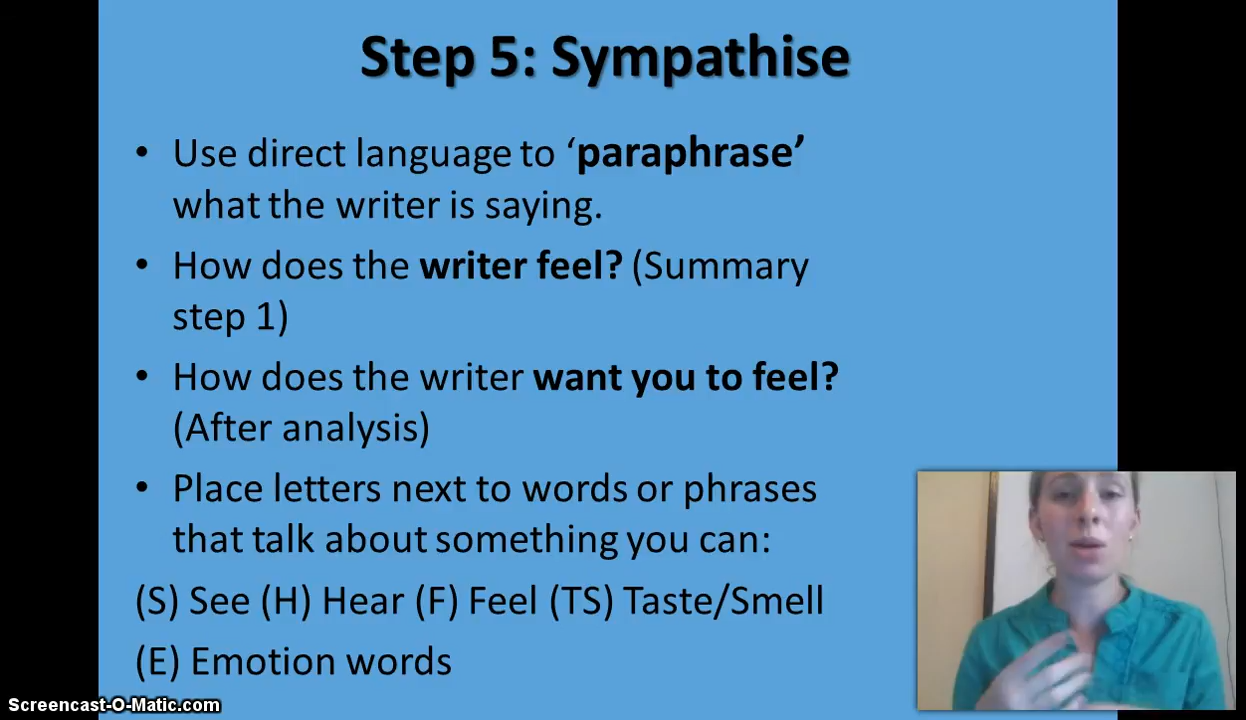 Step 5: Sympathise
• Use direct language to ‘paraphrase’
what the writer is saying.
• How does the writer feel? (Summary
step 1)
• How does the writer want you to feel?
(After analysis)
• Place letters next to words or phrases
that talk about something you can:
(S) See (H) Hear (F) Feel (TS) Taste/Smell
(E) Emotion words
Screencast-O-Matic.com